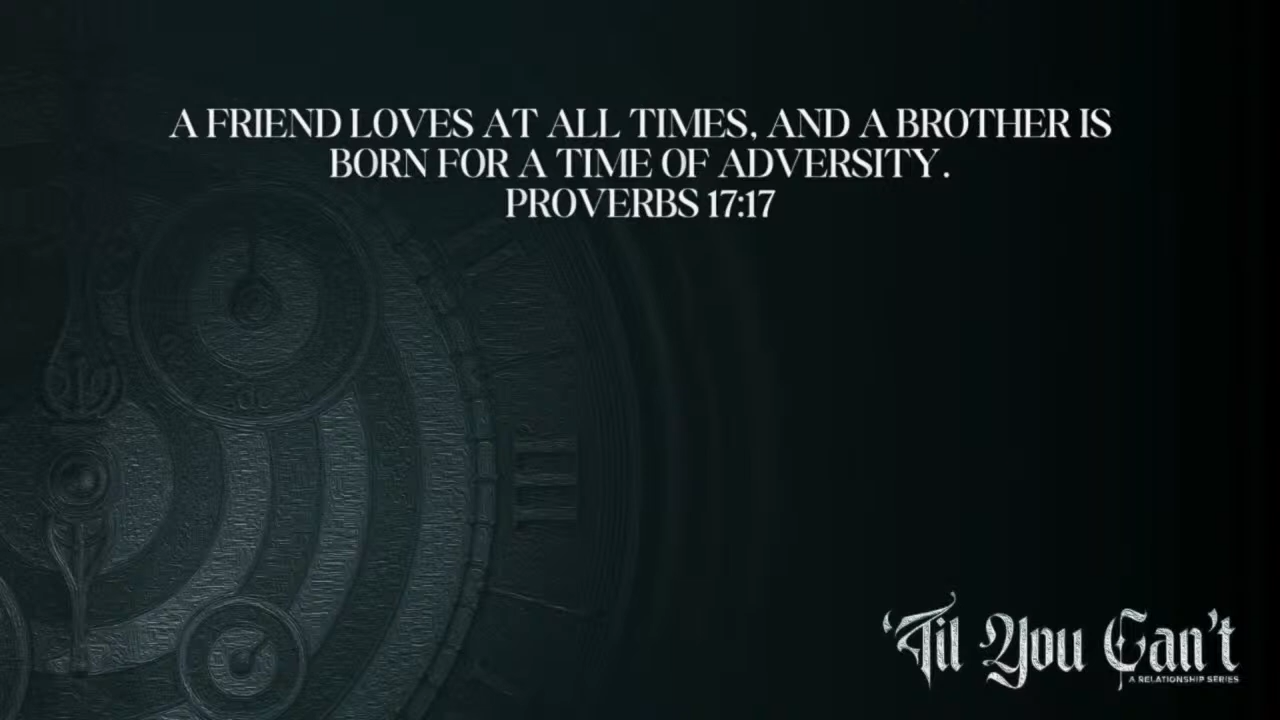 A FRIEND LOVES AT ALL TIMES, AND A BROTHER IS
BORN FOR A TIME OF ADVERSITY.
PROVERBS 17:17
III
'Til You Can't
A RELATIONSHIP SERIES